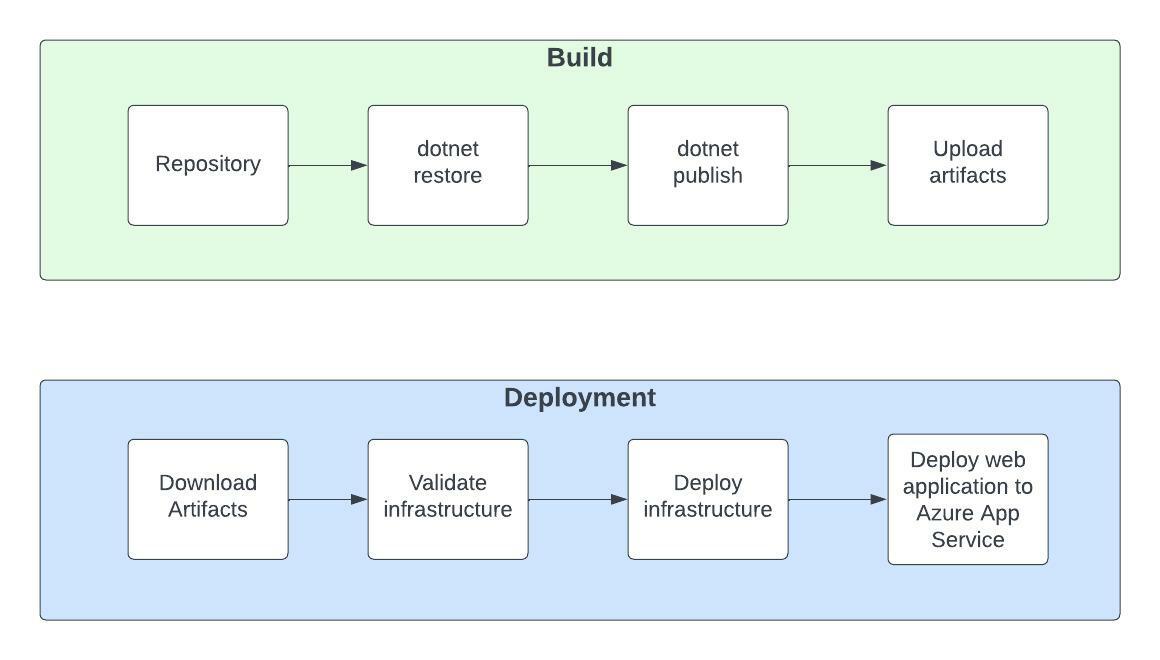 Build
Repository
dotnet
restore
dotnet
publish
Upload
artifacts
Deployment
Download
Artifacts
Validate
infrastructure
Deploy
infrastructure
Deploy web
application to
Azure App
Service